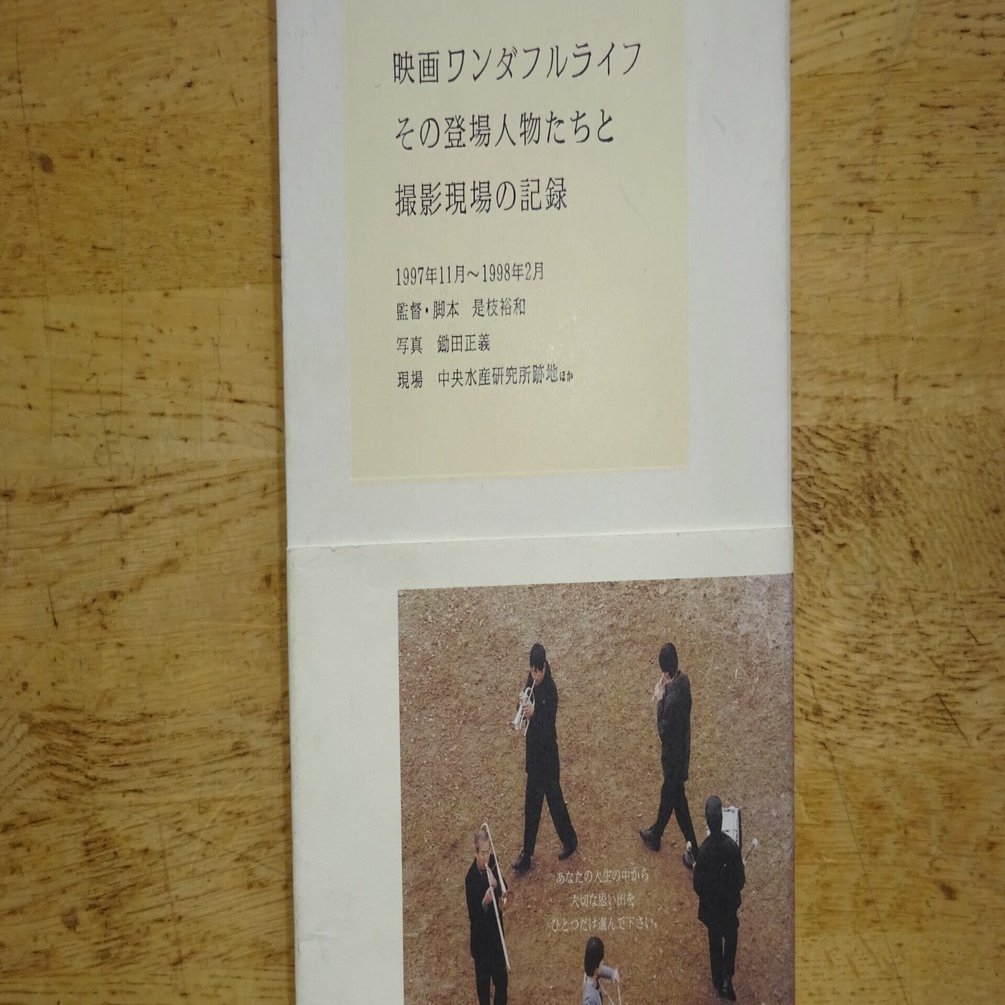 映画ワンダフルライフ
その登場人物たちと
撮影現場の記録
1997年11月～1998年2月
監督・脚本 是枝裕和
写真 鋤田正義
現場 中央水産研究所跡地ほか
あなたの人生の中から
大切な思い出を
ひとつだけ選んで下さい。